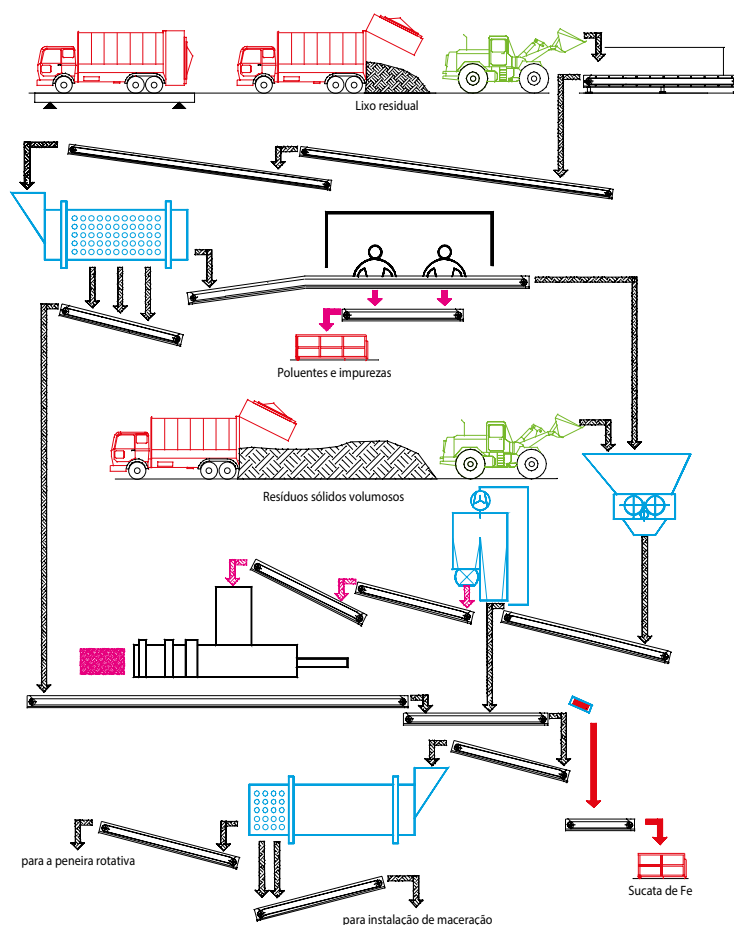 Lixo residual
Poluentes e impurezas
Resíduos sólidos volumosos
para a peneira rotativa
Sucata de Fe
para instalação de maceração